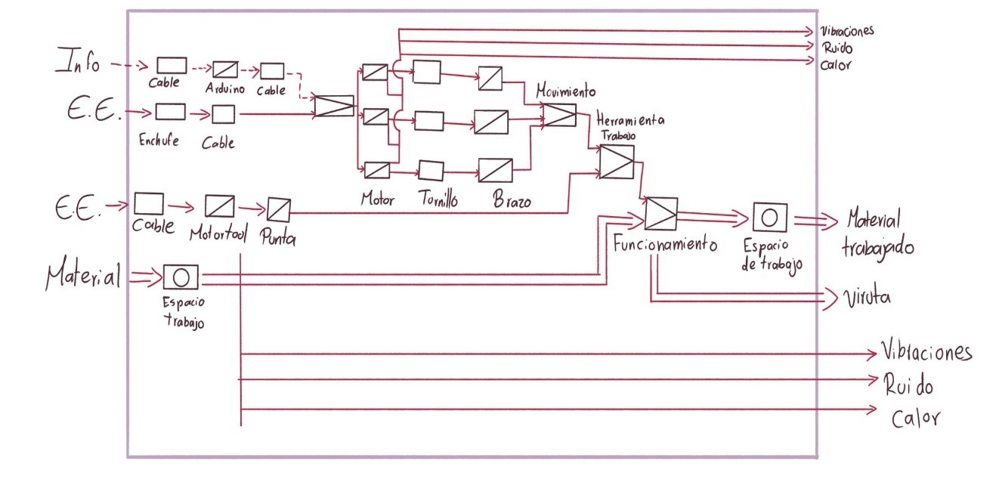 Vibraciones
Ruido
Calor
Info
Cable
Arduino
Cable
Movimiento
E.E.
Enchufe
Cable
Herramienta
Trabajo
Motor
Tornillo
Brazo
E.E.
Cable
Motortool
Punta
Funcionamiento
Espacio
de trabajo
Material
trabajado
Material
Espacio
trabajo
Viruta
Vibraciones
Ruido
Calor